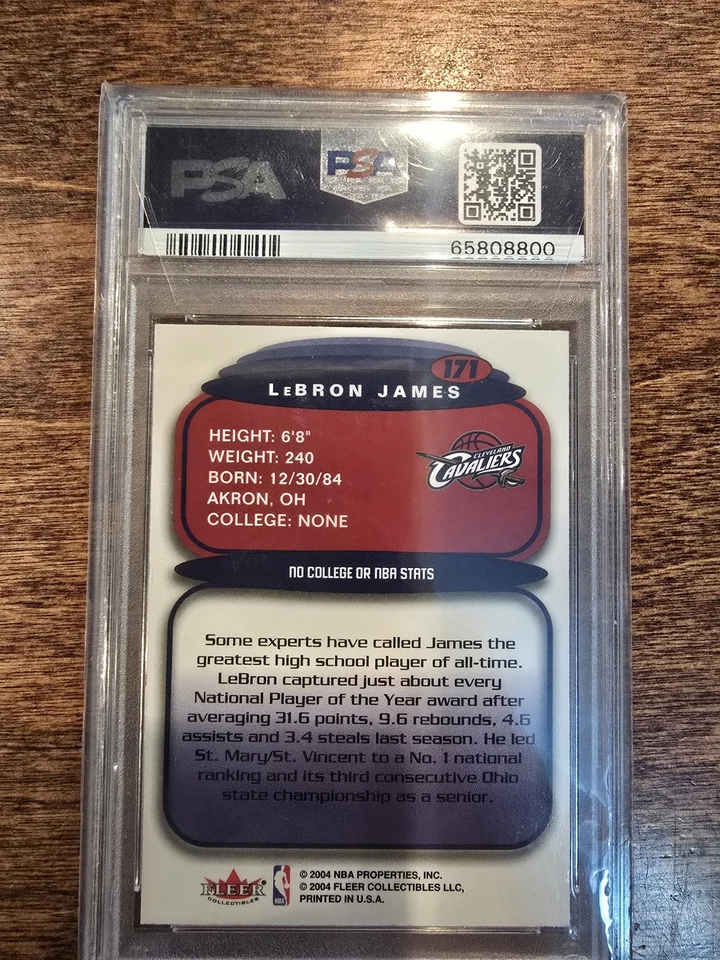 PSA
PSA
65808800
171
LeBRON JAMES
HEIGHT: 6'8"
WEIGHT: 240
BORN: 12/30/84
AKRON, OH
COLLEGE: NONE
CLEVELAND
CAVALIERS
NO COLLEGE OR NBA STATS
Some experts have called James the
greatest high school player of all-time.
LeBron captured just about every
National Player of the Year award after
averaging 31.6 points, 9.6 rebounds, 4.6
assists and 3.4 steals last season. He led
St. Mary/St. Vincent to a No. 1 national
ranking and its third consecutive Ohio
state championship as a senior.
FLEER
COLLECTIBLES
NBA
© 2004 NBA PROPERTIES, INC.
© 2004 FLEER COLLECTIBLES LLC,
PRINTED IN U.S.A.